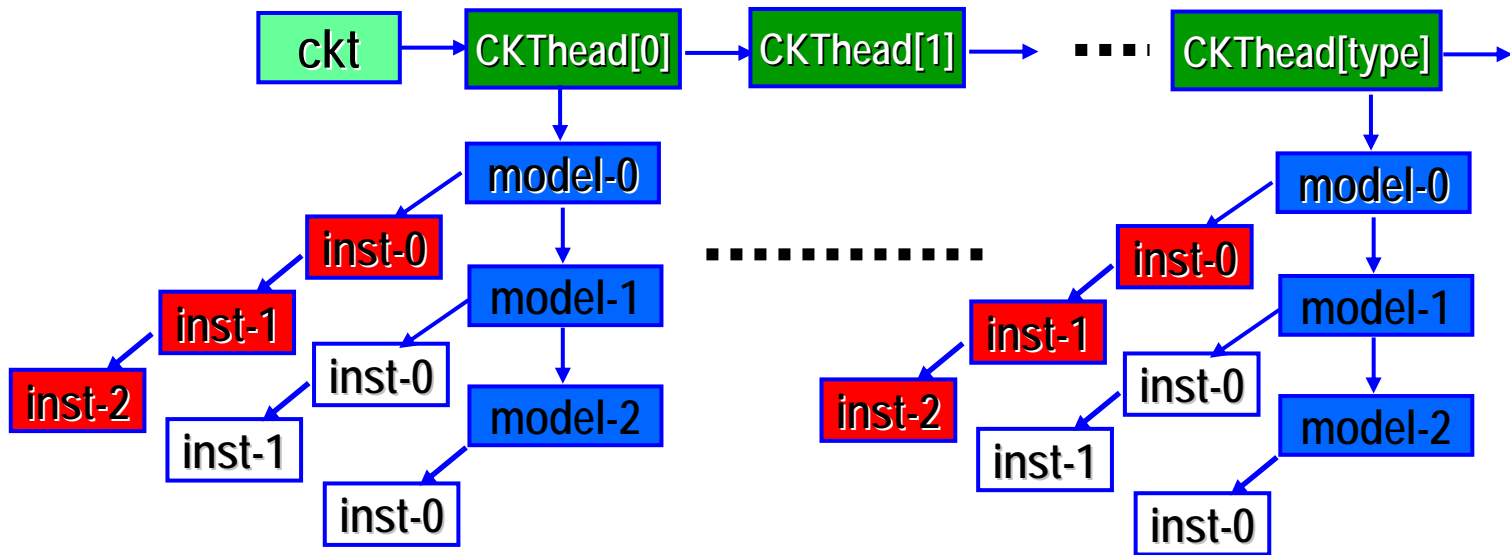 ckt
CKThead[0]
CKThead[1]
CKThead[type]
model-0
inst-0
model-1
inst-1
inst-0
inst-2
model-2
inst-1
inst-0
model-0
inst-0
model-1
inst-1
inst-0
inst-2
model-2
inst-1
inst-0